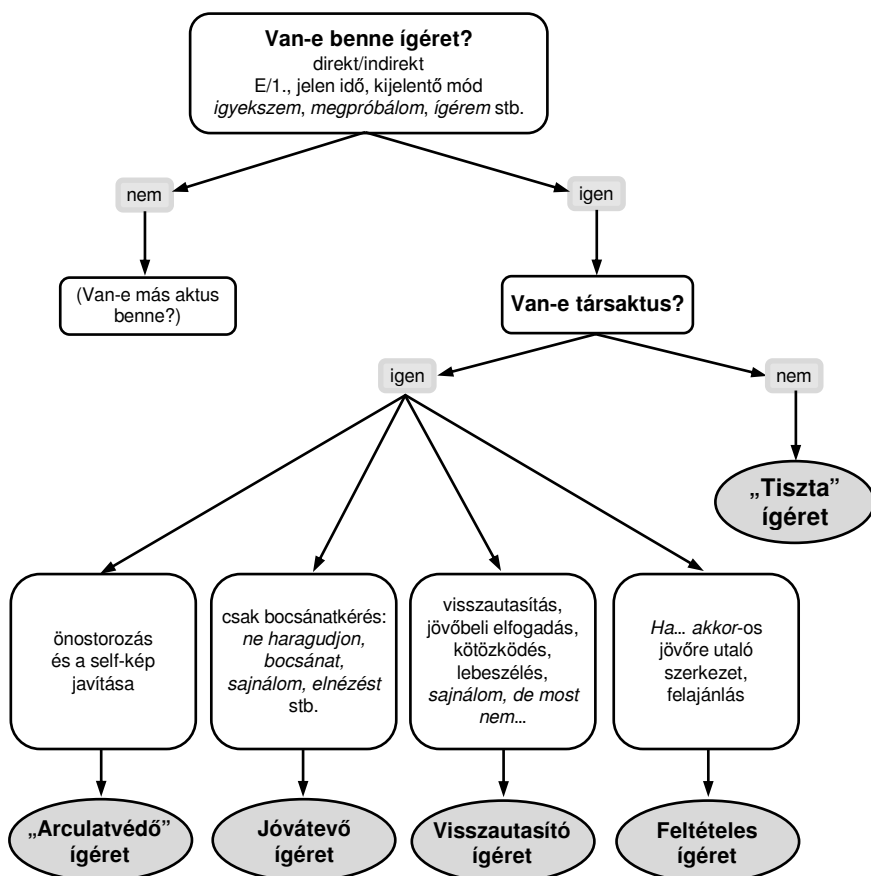 Van-e benne ígéret?
direkt/indirekt
E/1., jelen idő, kijelentő mód
igyekszem, megpróbálom, ígérem stb.
nem
igen
(Van-e más aktus
benne?)
Van-e társaktus?
igen
nem
„Tiszta”
ígéret
önostorozás
és a self-kép
javítása
csak bocsánatkérés:
ne haragudjon,
bocsánat,
sajnálom, elnézést
stb.
visszautasítás,
jövőbeli elfogadás,
kötözködés,
lebeszélés,
sajnálom, de most
nem...
Ha... akkor-os
jövőre utaló
szerkezet,
felajánlás
„Arculatvédő”
ígéret
Jóvátevő
ígéret
Visszautasító
ígéret
Feltételes
ígéret